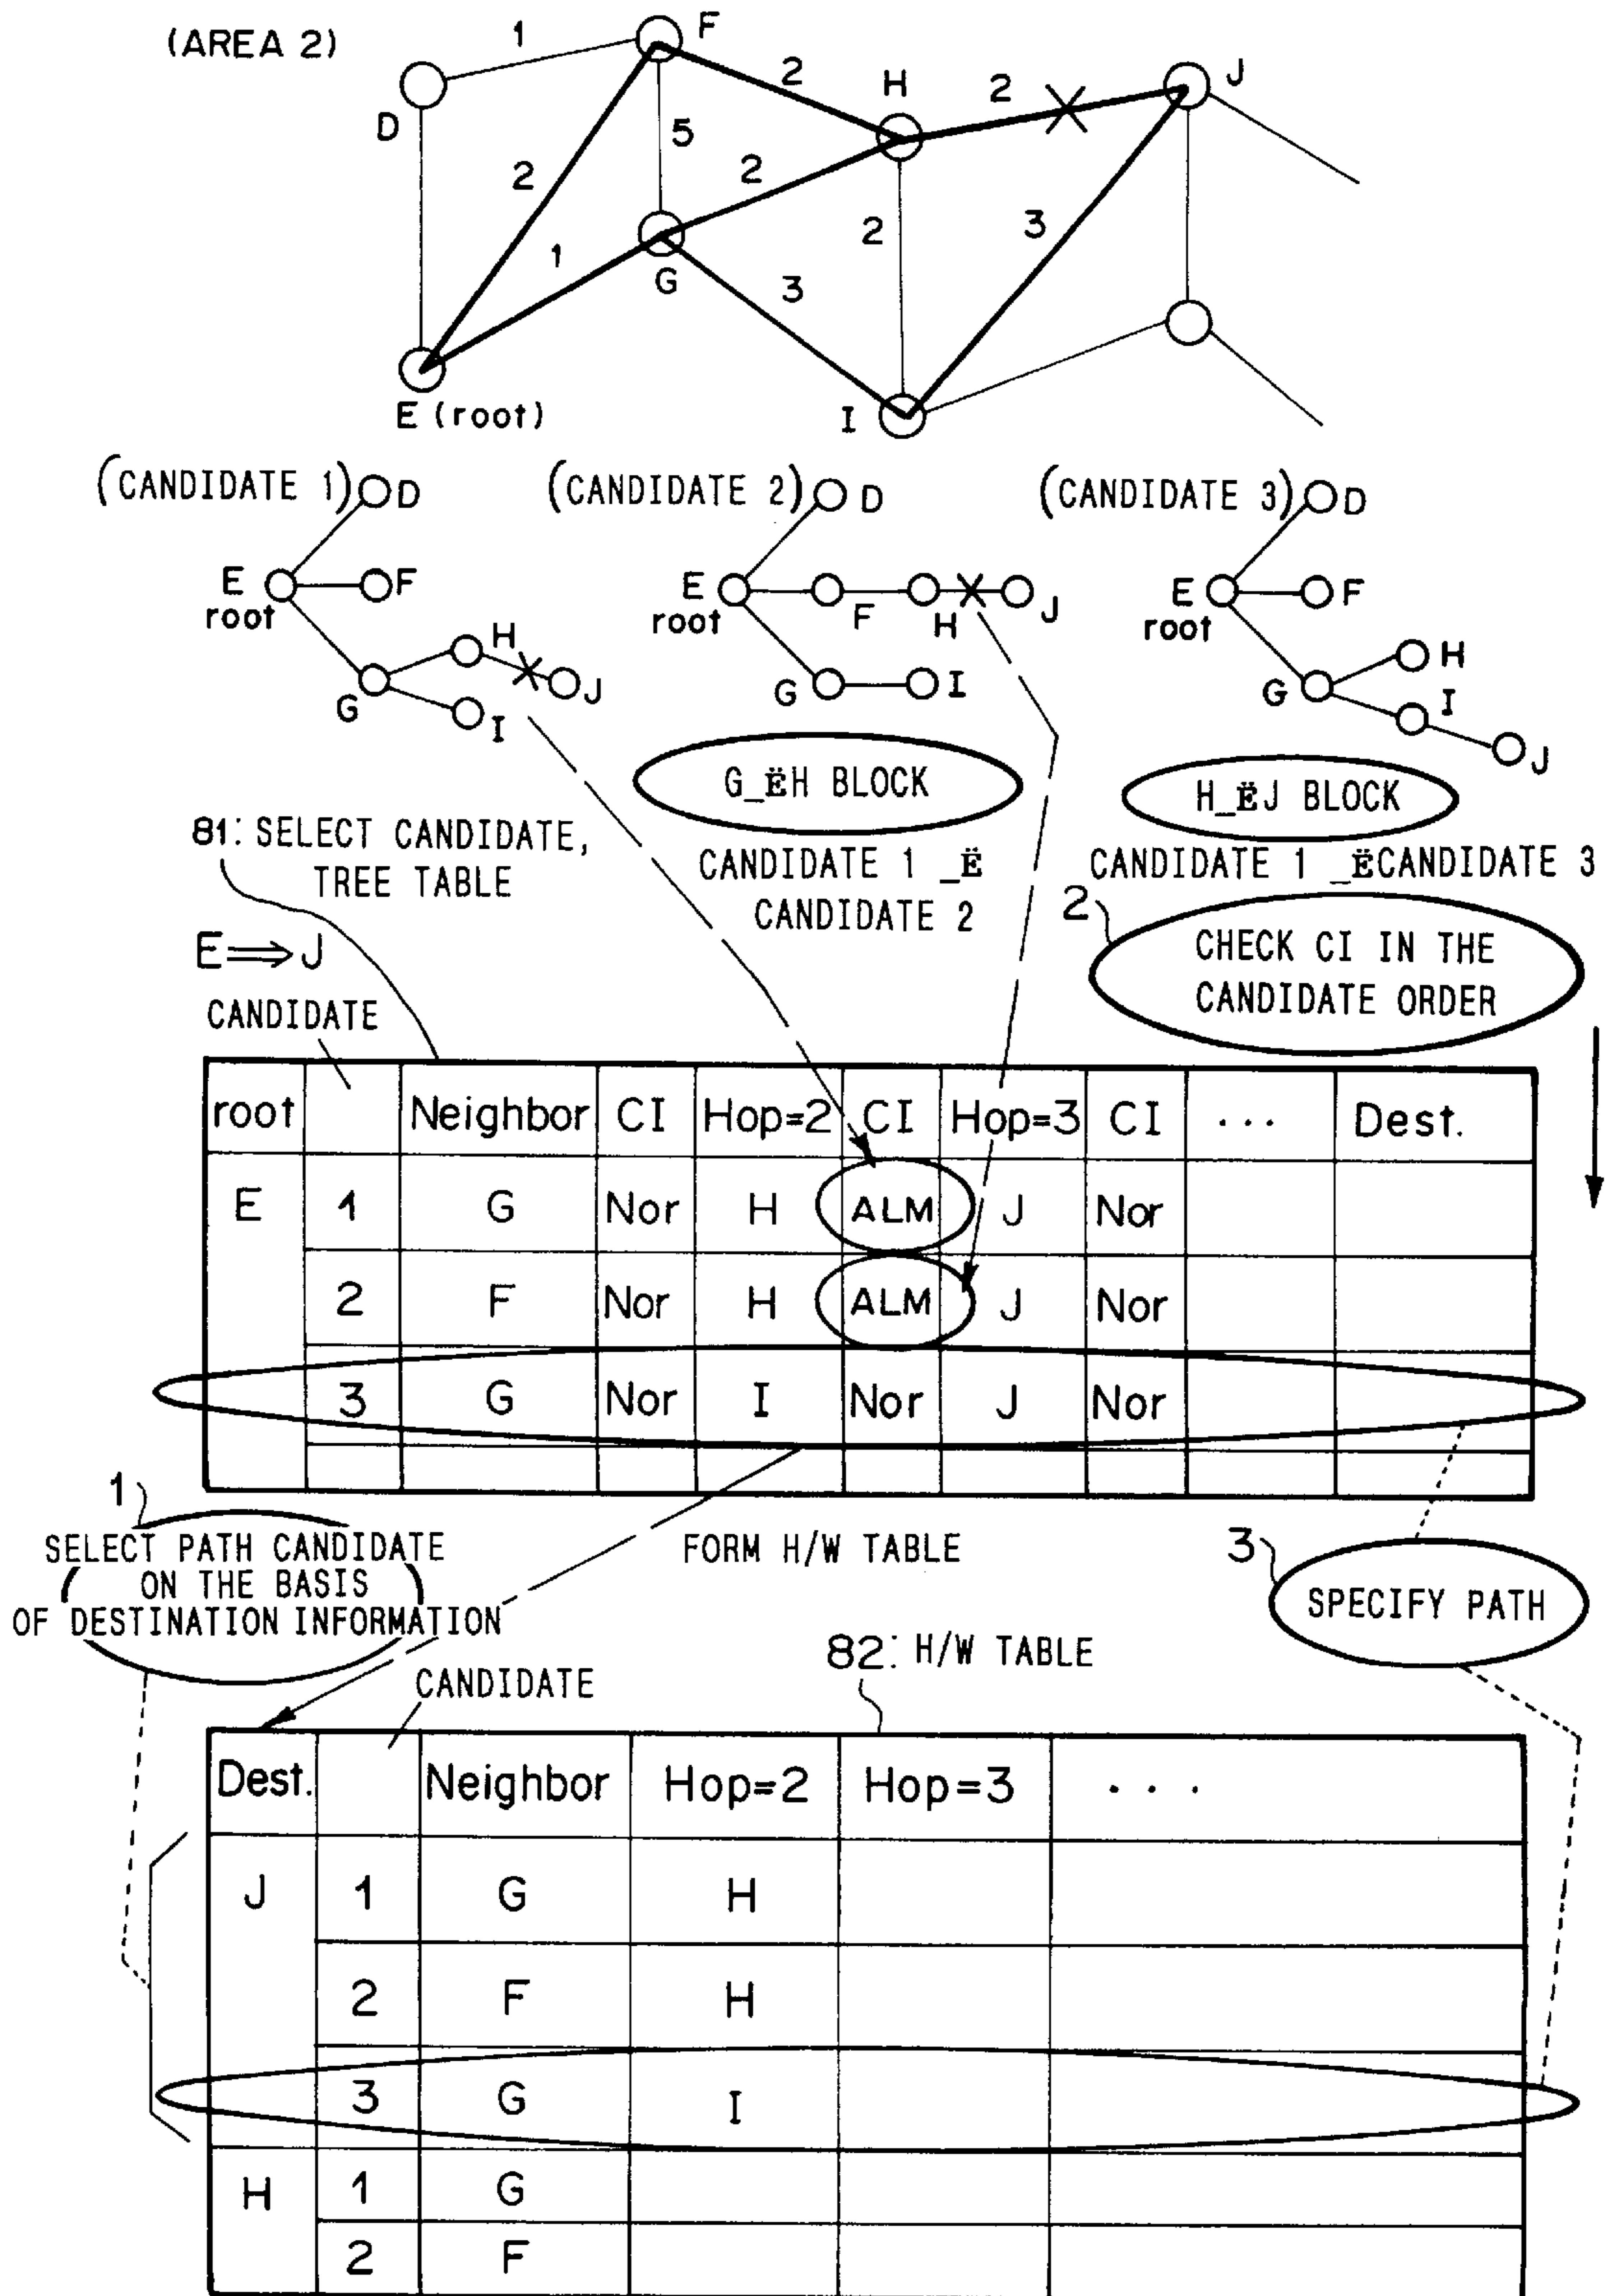 (AREA 2)
1
F
D
2
5
2
H
2
J
2
1
G
3
2
3
E (root)
I
(CANDIDATE 1)
D
E
root
F
H
G
J
I
(CANDIDATE 2)
D
E
root
F
H
J
G
I
(CANDIDATE 3)
D
E
root
F
H
G
I
J
G_ËH BLOCK
H_ËJ BLOCK
81: SELECT CANDIDATE,
TREE TABLE
CANDIDATE 1 _Ë
CANDIDATE 2
CANDIDATE 1 _ËCANDIDATE 3
2
CHECK CI IN THE
CANDIDATE ORDER
E⟹J
CANDIDATE
root Neighbor CI Hop=2 CI Hop=3 CI ... Dest.
E 1 G Nor H ALM J Nor
2 F Nor H ALM J Nor
3 G Nor I Nor J Nor
1
SELECT PATH CANDIDATE
ON THE BASIS
OF DESTINATION INFORMATION
FORM H/W TABLE
3
SPECIFY PATH
82: H/W TABLE
CANDIDATE
Dest. Neighbor Hop=2 Hop=3 ...
J 1 G H
2 F H
3 G I
H 1 G
2 F